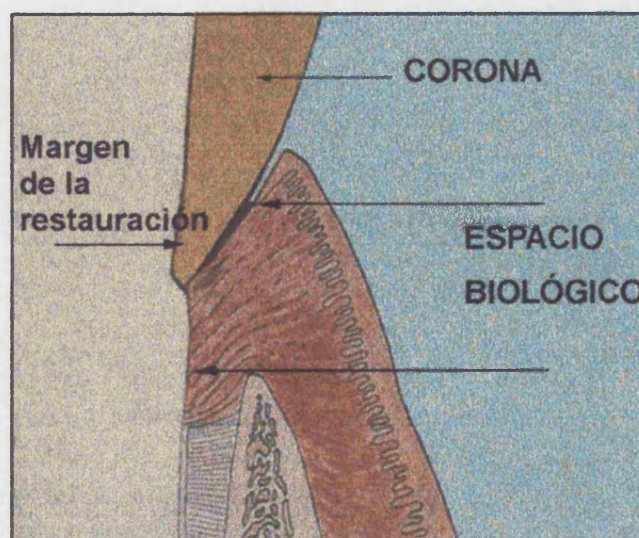 CORONA
Margen
de la
restauración
ESPACIO
BIOLÓGICO